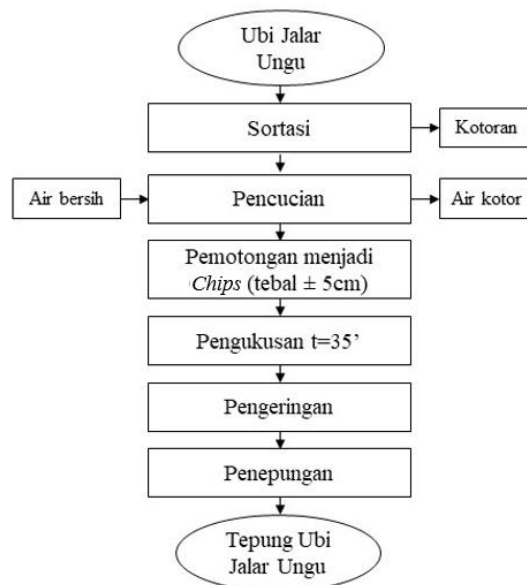 Ubi Jalar
Ungu
Sortasi
Kotoran
Air bersih
Pencucian
Air kotor
Pemotongan menjadi
Chips (tebal ± 5cm)
Pengukusan t=35’
Pengeringan
Penepungan
Tepung Ubi
Jalar Ungu